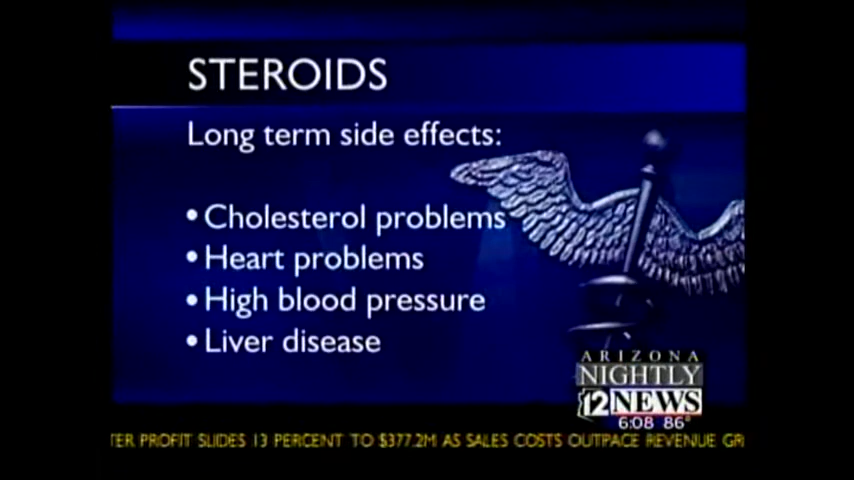 STEROIDS
Long term side effects:
• Cholesterol problems
• Heart problems
• High blood pressure
• Liver disease
ARIZONA
NIGHTLY
12 NEWS
6:08 86°
PROFIT SLIDES 13 PERCENT TO $377.2M AS SALES COSTS OUTPACE REVENUE